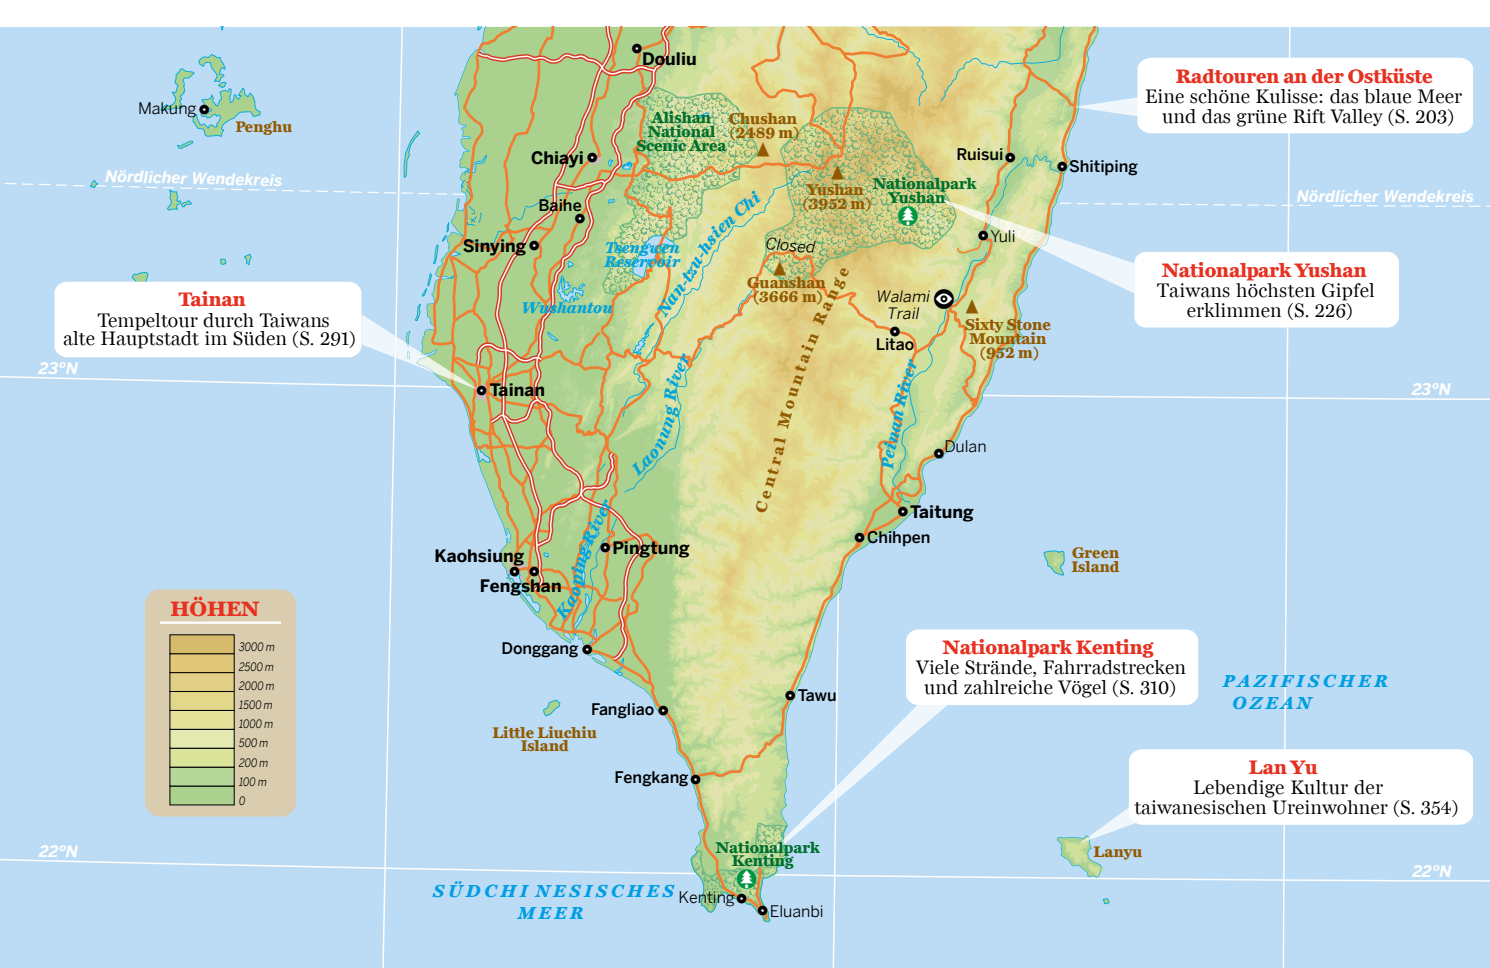 Douliu
Makung
Penghu
Alishan
National
Scenic Area
Chushan
(2489 m)
Radtouren an der Ostküste
Eine schöne Kulisse: das blaue Meer
und das grüne Rift Valley (S. 203)
Chiayi
Ruisui
Shitiping
Nördlicher Wendekreis
Yushan
(3952 m)
Nationalpark
Yushan
Nördlicher Wendekreis
Baihe
Sinying
Tsengwen
Reservoir
Nan-tzu-hsien Chi
Closed
Yuli
Guanshan
(3666 m)
Nationalpark Yushan
Taiwans höchsten Gipfel
erklimmen (S. 226)
Wushantou
Walami
Trail
Tainan
Tempeltour durch Taiwans
alte Hauptstadt im Süden (S. 291)
Sixty Stone
Mountain
(952 m)
Litao
23°N
Tainan
23°N
Laonung River
Central Mountain Range
Peinan River
Dulan
Taitung
Chihpen
Kaoping River
Pingtung
Kaohsiung
Fengshan
Green
Island
HÖHEN
3000 m
2500 m
2000 m
1500 m
1000 m
500 m
200 m
100 m
0
Donggang
Nationalpark Kenting
Viele Strände, Fahrradstrecken
und zahlreiche Vögel (S. 310)
PAZIFISCHER
OZEAN
Tawu
Fangliao
Little Liuchiu
Island
Fengkang
Lan Yu
Lebendige Kultur der
taiwanesischen Ureinwohner (S. 354)
22°N
Nationalpark
Kenting
Lanyu
22°N
SÜDCHINESISCHES
MEER
Kenting
Eluanbi